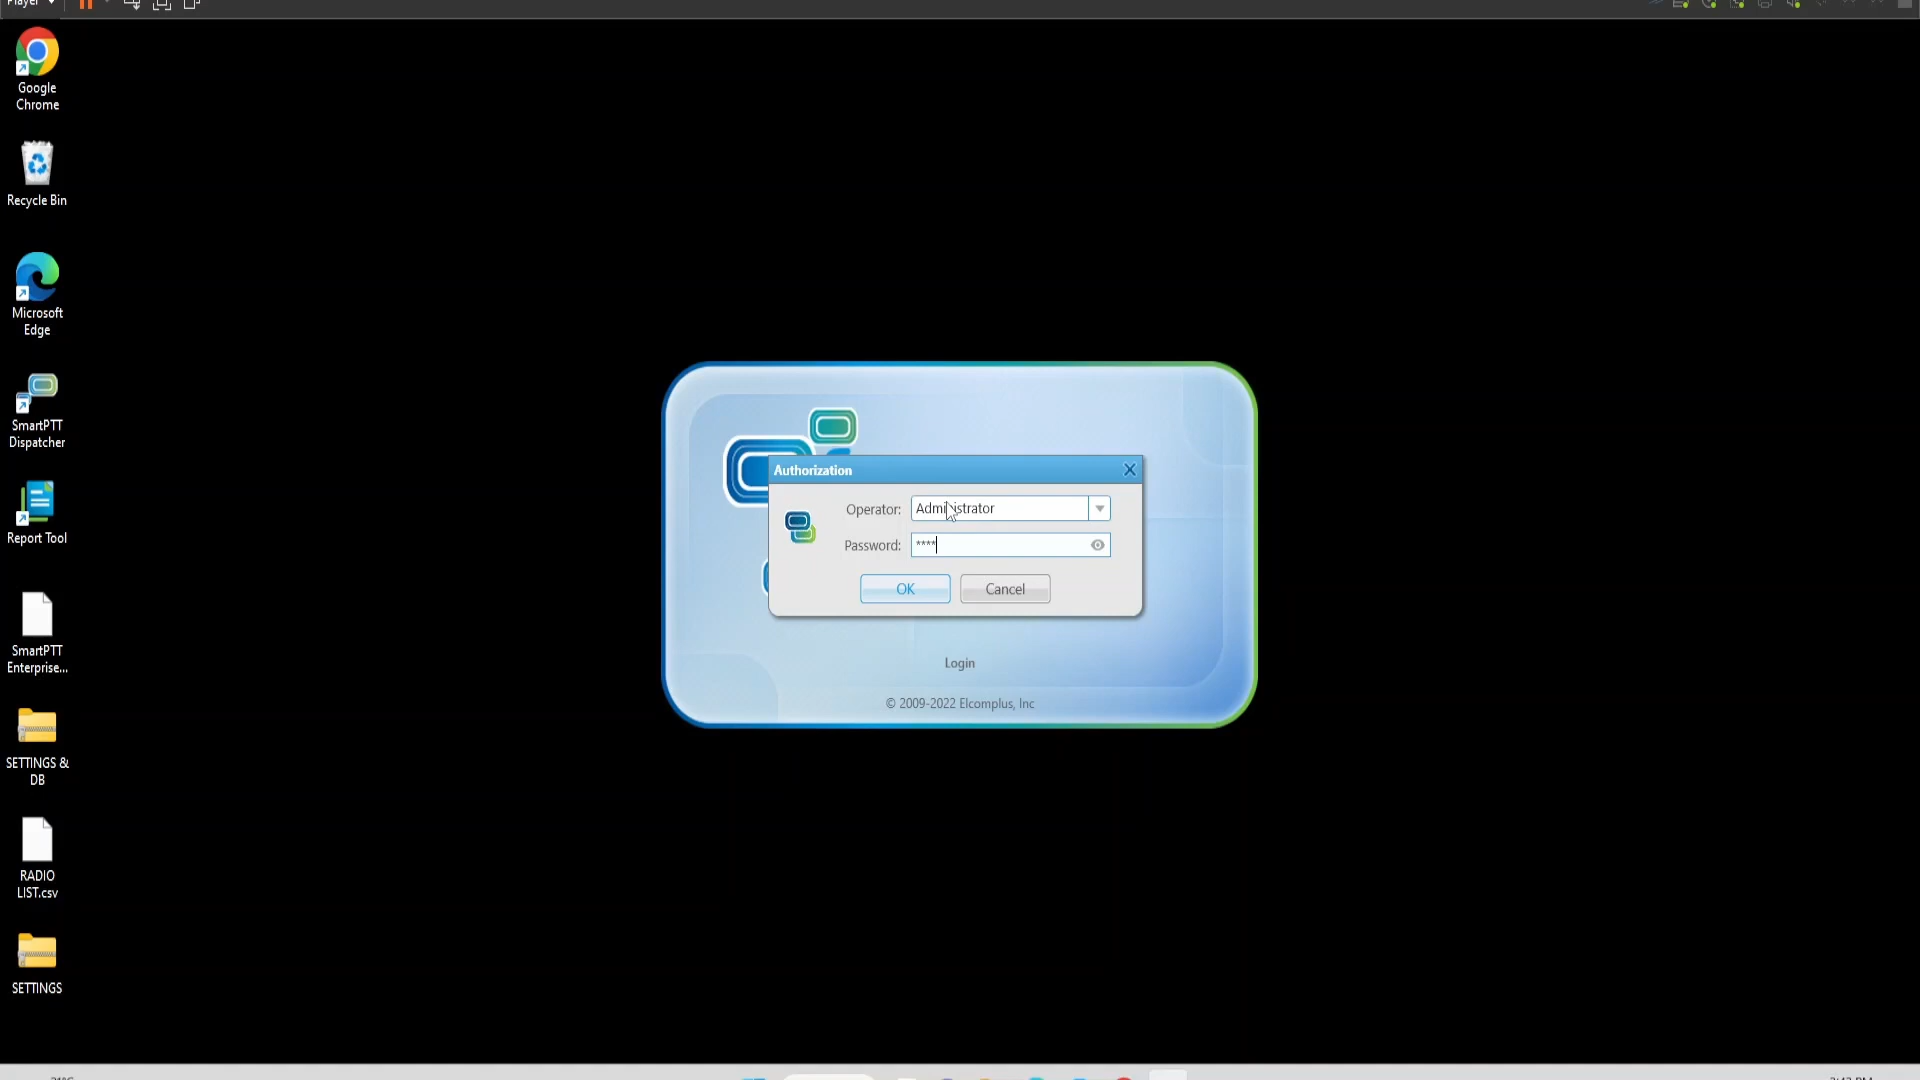 Player
Google
Chrome
Recycle Bin
Microsoft
Edge
SmartPTT
Dispatcher
Report Tool
SmartPTT
Enterprise...
SETTINGS &
DB
RADIO
LIST.csv
SETTINGS
Authorization
Operator: Administrator
Password: ****
OK Cancel
Login
© 2009-2022 Elcomplus, Inc